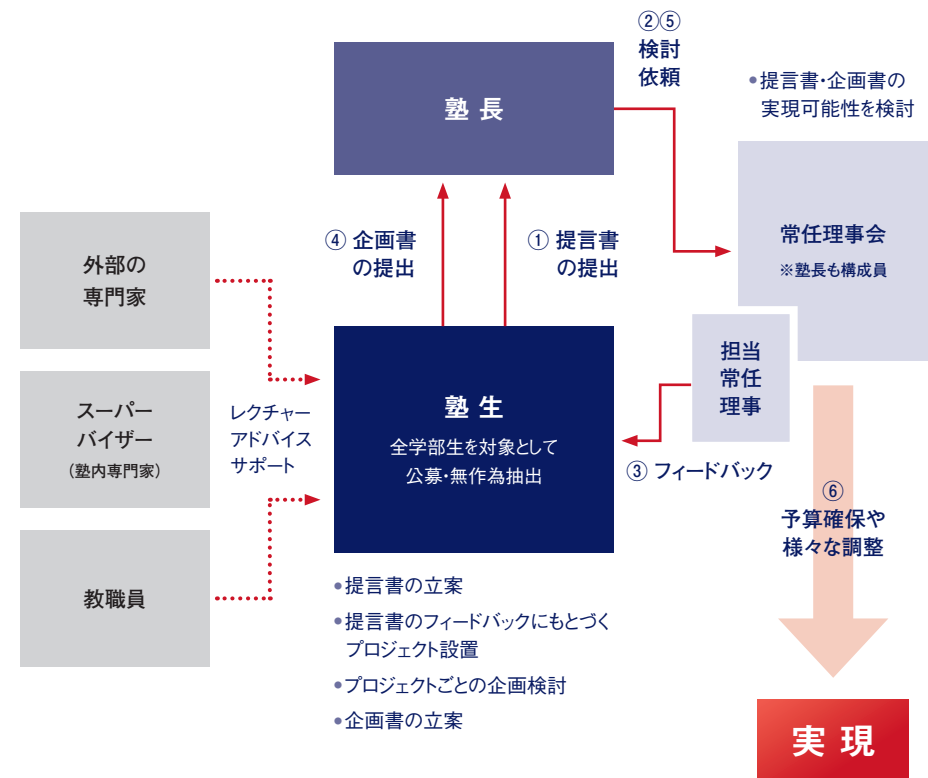 ②⑤
検討
依頼
塾長
•提言書・企画書の
実現可能性を検討
④ 企画書
の提出
① 提言書
の提出
常任理事会
※塾長も構成員
外部の
専門家
担当
常任
理事
スーパー
バイザー
（塾内専門家）
レクチャー
アドバイス
サポート
塾生
全学部生を対象として
公募・無作為抽出
③ フィードバック
⑥
予算確保や
様々な調整
教職員
•提言書の立案
•提言書のフィードバックにもとづく
プロジェクト設置
•プロジェクトごとの企画検討
•企画書の立案
実現